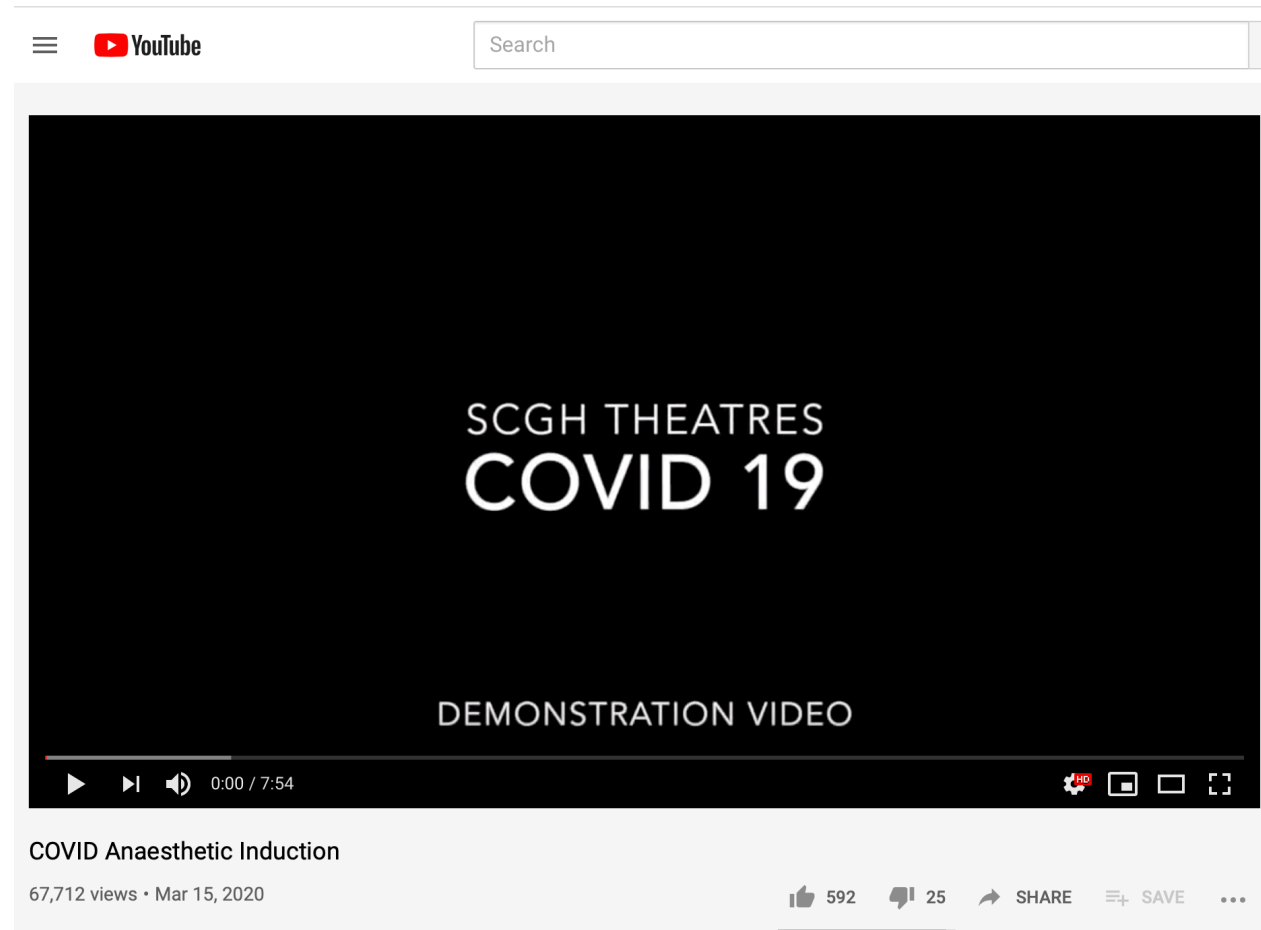 YouTube
Search
SCGH THEATRES
COVID 19
DEMONSTRATION VIDEO
0:00 / 7:54
HD
COVID Anaesthetic Induction
67,712 views • Mar 15, 2020
592 25 SHARE SAVE